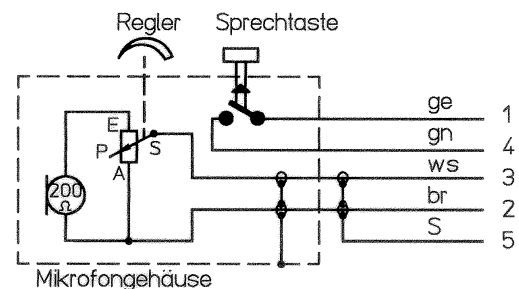 Regler Sprechtaste
ge 1
gn 4
E
P S
ws 3
A
200
Ω
br 2
S 5
Mikrofongehäuse